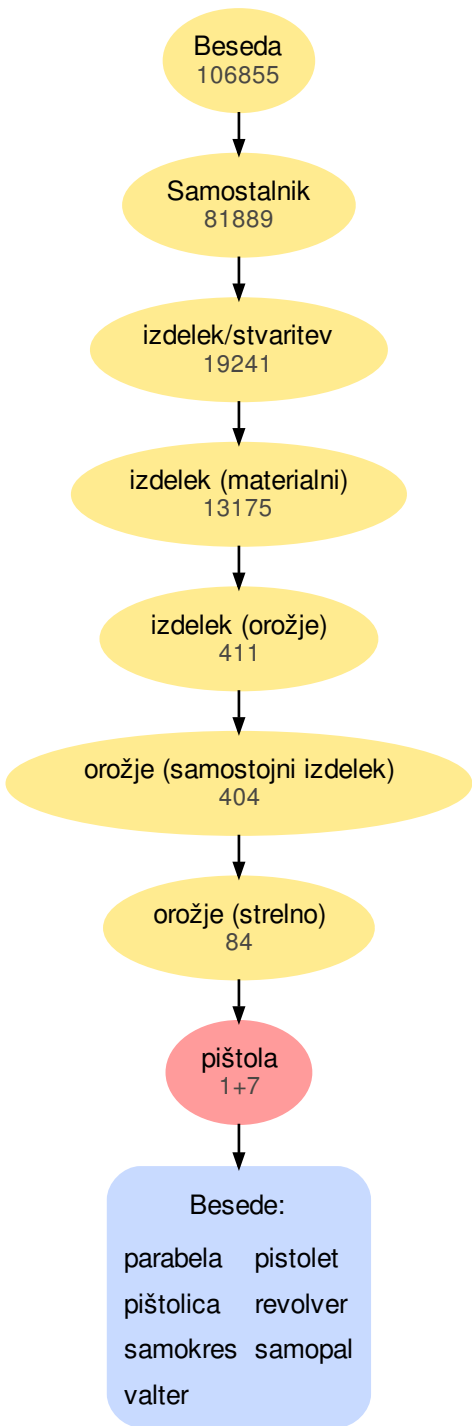 Beseda
106855
Samostalnik
81889
izdelek/stvaritev
19241
izdelek (materialni)
13175
izdelek (orožje)
411
orožje (samostojni izdelek)
404
orožje (strelno)
84
pištola
1+7
Besede:
parabela pistolet
pištolica revolver
samokres samopal
valter